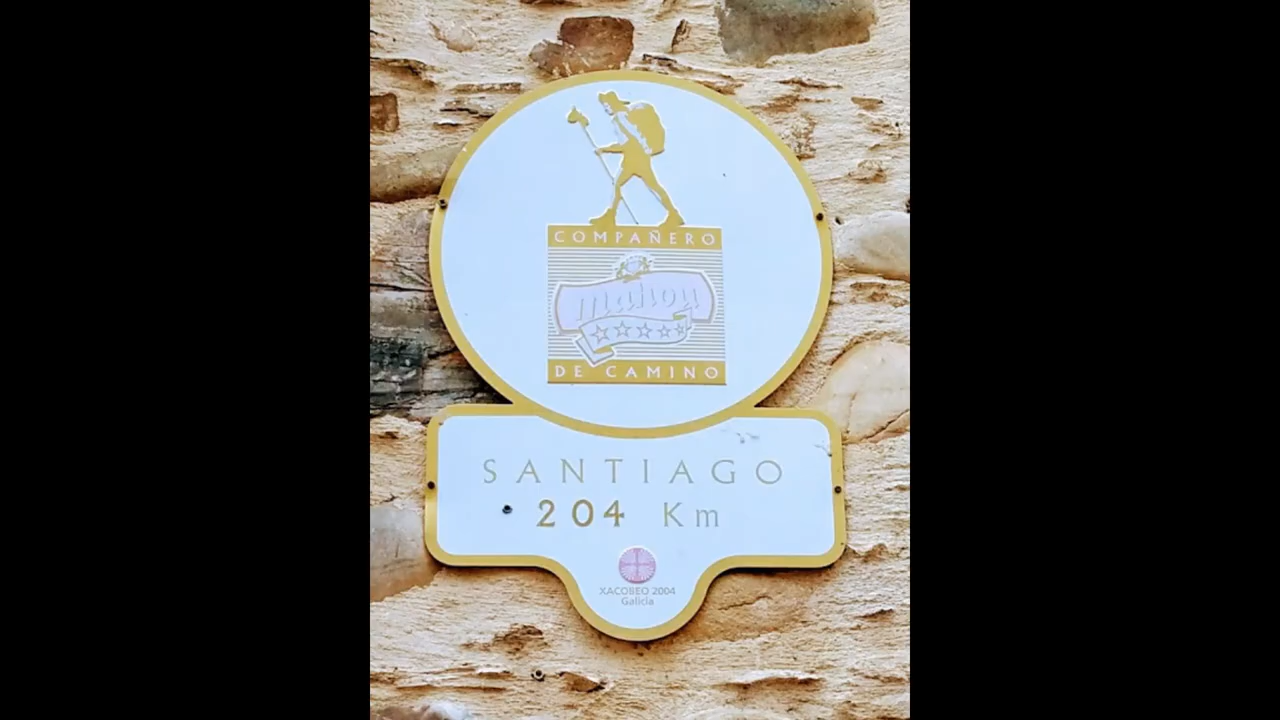 COMPAÑERO
mahou
DE CAMINO
SANTIAGO
204 Km
XACOBEO 2004
Galicia